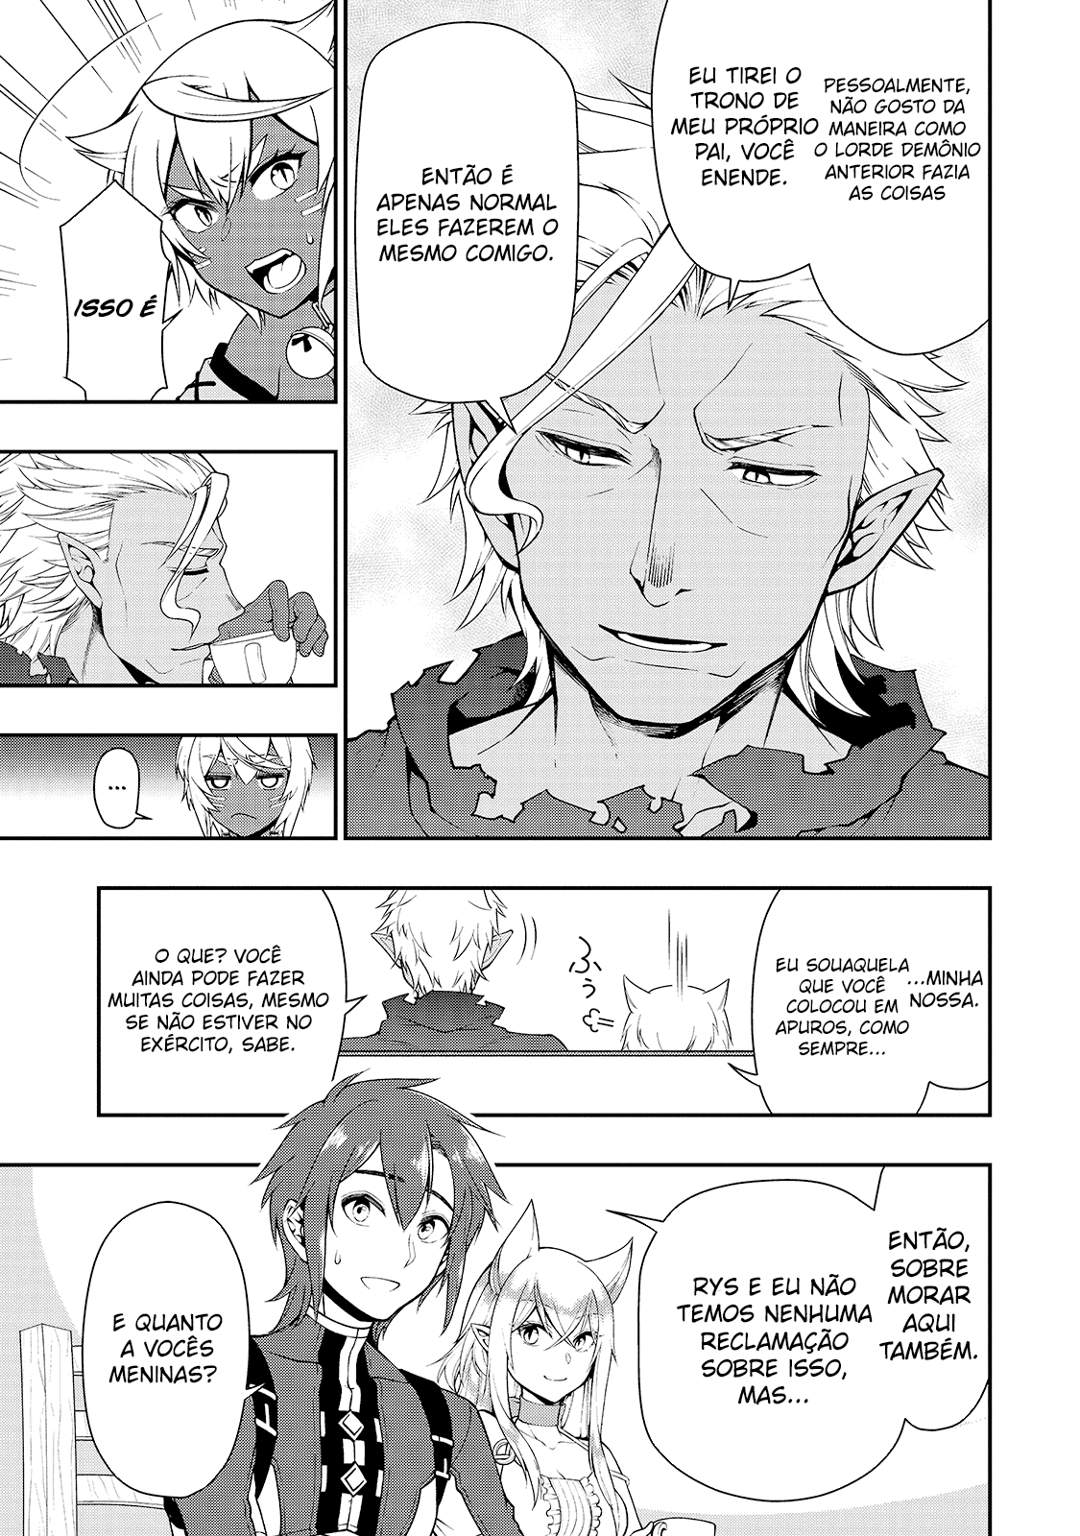 PESSOALMENTE,
NÃO GOSTO DA
MANEIRA COMO
O LORDE DEMÔNIO
ANTERIOR FAZIA
AS COISAS
EU TIREI O
TRONO DE
MEU PRÓPRIO
PAI, VOCÊ
ENENDE.
ENTÃO É
APENAS NORMAL
ELES FAZEREM O
MESMO COMIGO.
ISSO É
...
...MINHA
NOSSA.
EU SOUAQUELA
QUE VOCÊ
COLOCOU EM
APUROS, COMO
SEMPRE...
ふぅ
O QUE? VOCÊ
AINDA PODE FAZER
MUITAS COISAS, MESMO
SE NÃO ESTIVER NO
EXÉRCITO, SABE.
ENTÃO,
SOBRE
MORAR
AQUI
TAMBÉM.
RYS E EU NÃO
TEMOS NENHUMA
RECLAMAÇÃO
SOBRE ISSO,
MAS...
E QUANTO
A VOCÊS
MENINAS?